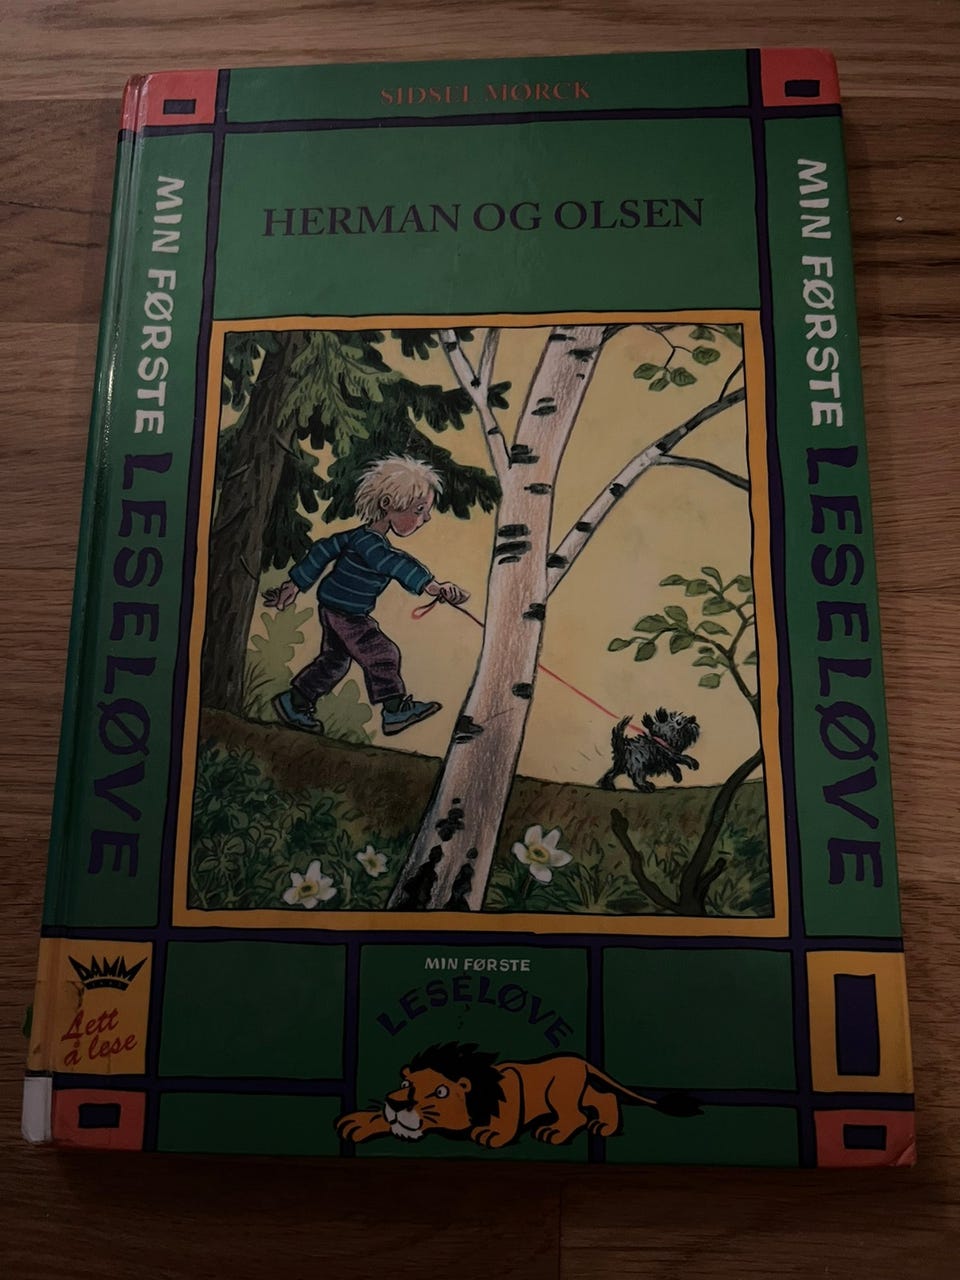 SIDSEL MØRCK
HERMAN OG OLSEN
MIN FØRSTE LESELØVE
MIN FØRSTE LESELØVE
DAMM
Lett
å lese
MIN FØRSTE
LESELØVE